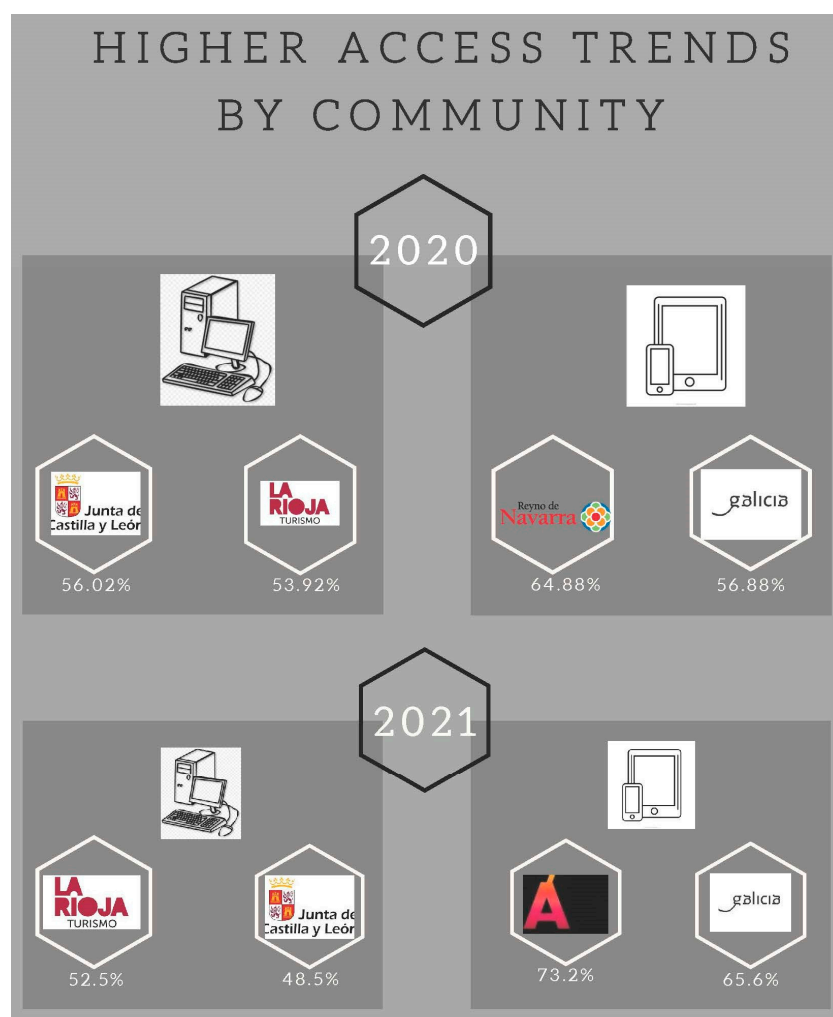 HIGHER ACCESS TRENDS
BY COMMUNITY
2020
Junta de
Castilla y León
56.02%
LA
RIOJA
TURISMO
53.92%
Reyno de
Navarra
64.88%
galicia
56.88%
2021
LA
RIOJA
TURISMO
52.5%
Junta de
Castilla y León
48.5%
A
73.2%
galicia
65.6%